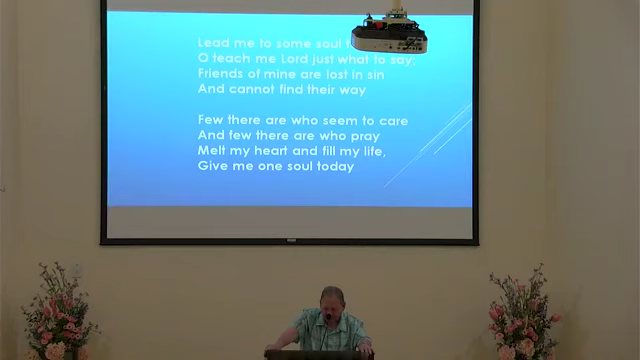 Lead me to some soul
O teach me Lord just what to say;
Friends of mine are lost in sin
And cannot find their way
Few there are who seem to care
And few there are who pray
Melt my heart and fill my life,
Give me one soul today